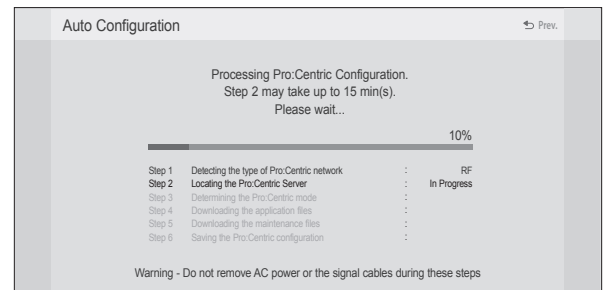 Auto Configuration
Prev.
Processing Pro:Centric Configuration.
Step 2 may take up to 15 min(s).
Please wait...
10%
Step 1 Detecting the type of Pro:Centric network : RF
Step 2 Locating the Pro:Centric Server : In Progress
Step 3 Determining the Pro:Centric mode :
Step 4 Downloading the application files :
Step 5 Downloading the maintenance files :
Step 6 Saving the Pro:Centric configuration :
Warning - Do not remove AC power or the signal cables during these steps